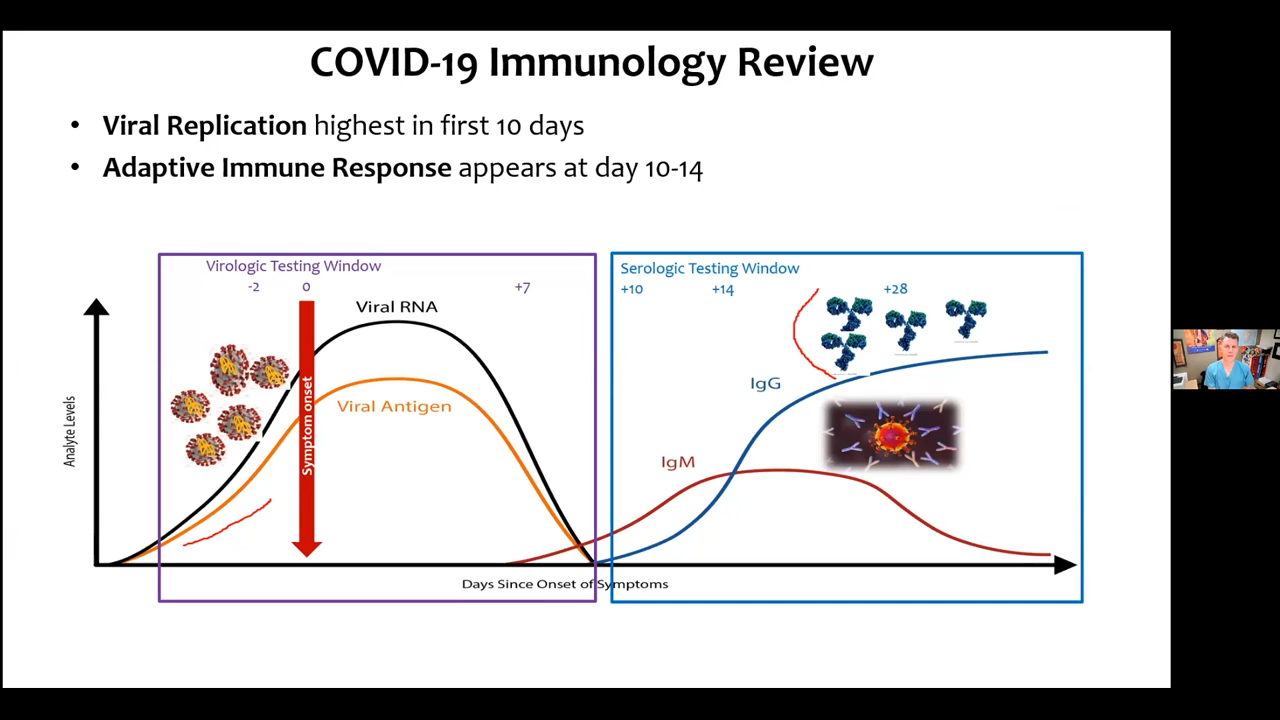 COVID-19 Immunology Review
• Viral Replication highest in first 10 days
• Adaptive Immune Response appears at day 10-14
Virologic Testing Window
-2 0 +7
Serologic Testing Window
+10 +14 +28
Viral RNA
Viral Antigen
Symptom onset
Analyte Levels
IgG
IgM
Days Since Onset of Symptoms